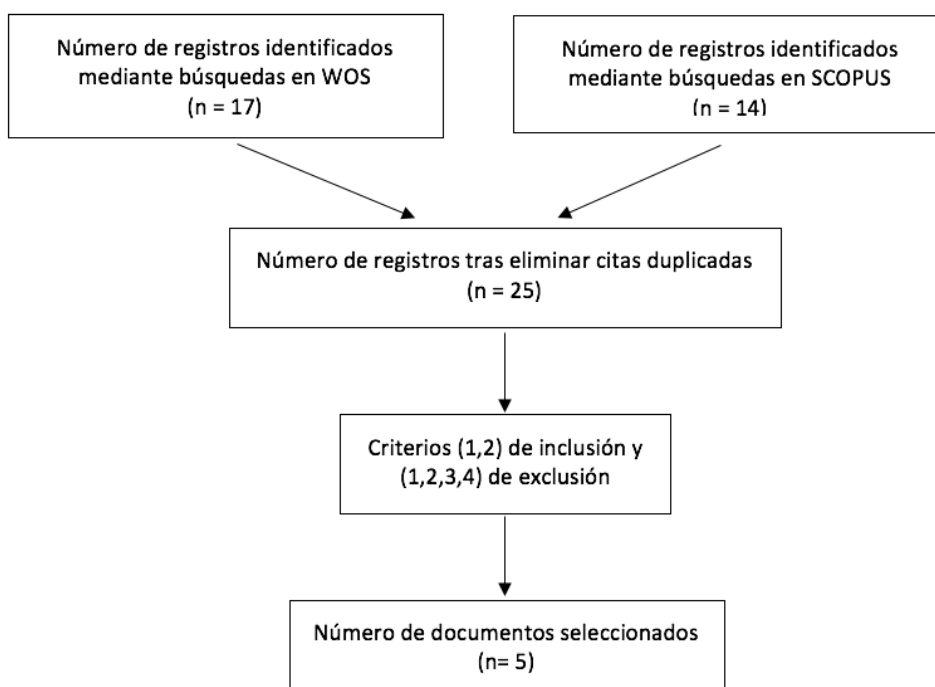 Número de registros identificados
mediante búsquedas en WOS
(n = 17)
Número de registros identificados
mediante búsquedas en SCOPUS
(n = 14)
Número de registros tras eliminar citas duplicadas
(n = 25)
Criterios (1,2) de inclusión y
(1,2,3,4) de exclusión
Número de documentos seleccionados
(n= 5)